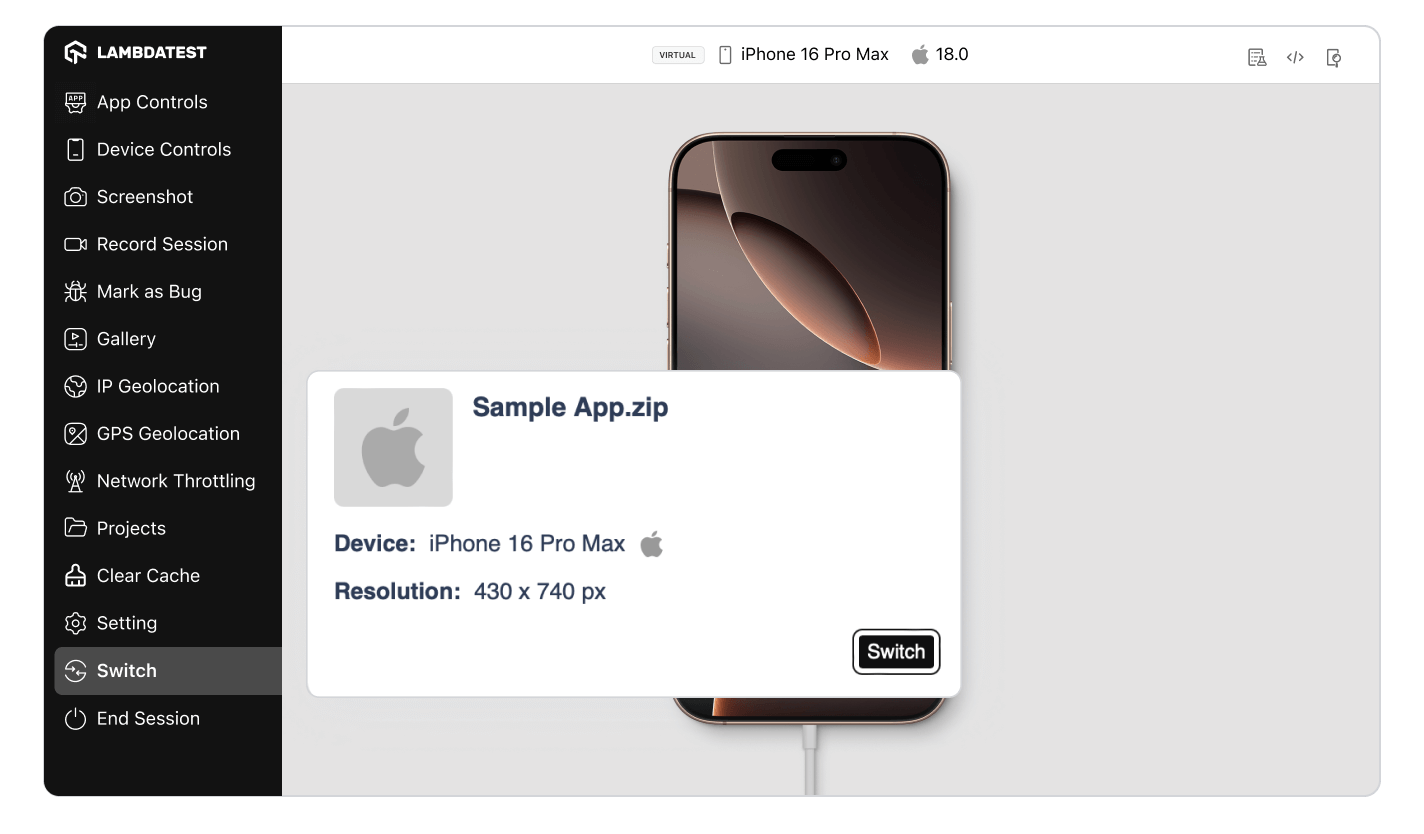 LAMBDATEST
VIRTUAL iPhone 16 Pro Max 18.0
</>
APP
App Controls
Device Controls
Screenshot
Record Session
Mark as Bug
Gallery
IP Geolocation
GPS Geolocation
Network Throttling
Projects
Clear Cache
Setting
Switch
End Session
Sample App.zip
Device: iPhone 16 Pro Max
Resolution: 430 x 740 px
Switch